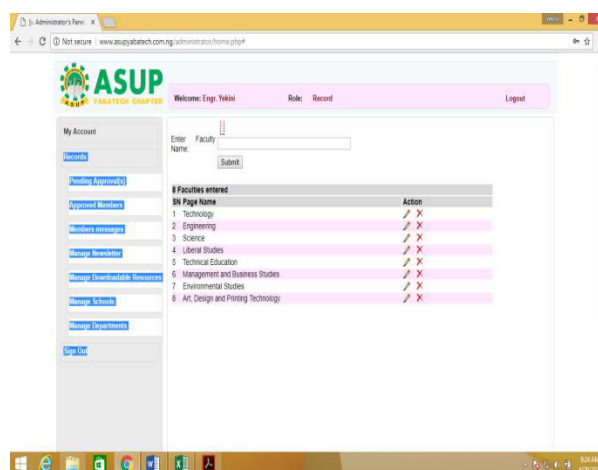 |s: Administrator's Panel
Not secure | www.asupyabatech.com.ng/administrator/home.php#
ASUP
YABATECH CHAPTER
ASUP
Welcome: Engr. Yekini Role: Record Logout
My Account
Records
Pending Approval(s)
Approved Members
Members messages
Manage Newsletter
Manage Downloadable Resources
Manage Schools
Manage Departments
Sign Out
Enter Faculty
Name:
Submit
8 Faculties entered
SN Page Name Action
1 Technology
2 Engineering
3 Science
4 Liberal Studies
5 Technical Education
6 Management and Business Studies
7 Environmental Studies
8 Art, Design and Printing Technology